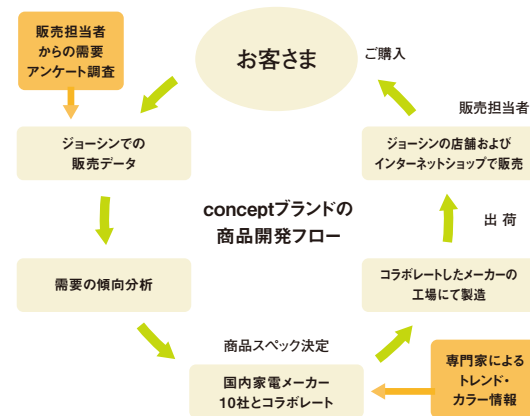 販売担当者
からの需要
アンケート調査
お客さま
ご購入
販売担当者
ジョーシンでの
販売データ
ジョーシンの店舗および
インターネットショップで販売
conceptブランドの
商品開発フロー
出 荷
需要の傾向分析
コラボレートしたメーカーの
工場にて製造
商品スペック決定
国内家電メーカー
10社とコラボレート
専門家による
トレンド・
カラー情報